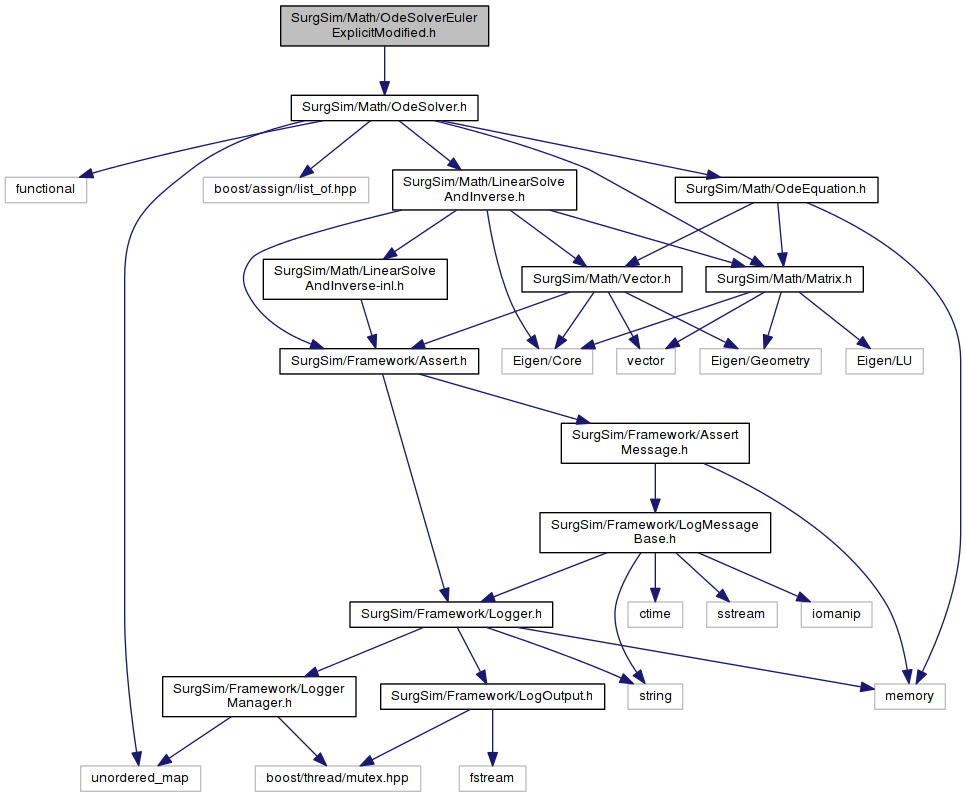 SurgSim/Math/OdeSolverEuler
ExplicitModified.h
SurgSim/Math/OdeSolver.h
functional
boost/assign/list_of.hpp
SurgSim/Math/LinearSolve
AndInverse.h
SurgSim/Math/OdeEquation.h
SurgSim/Math/LinearSolve
AndInverse-inl.h
SurgSim/Math/Vector.h
SurgSim/Math/Matrix.h
SurgSim/Framework/Assert.h
Eigen/Core
vector
Eigen/Geometry
Eigen/LU
SurgSim/Framework/Assert
Message.h
SurgSim/Framework/LogMessage
Base.h
SurgSim/Framework/Logger.h
ctime
sstream
iomanip
SurgSim/Framework/Logger
Manager.h
SurgSim/Framework/LogOutput.h
string
memory
unordered_map
boost/thread/mutex.hpp
fstream